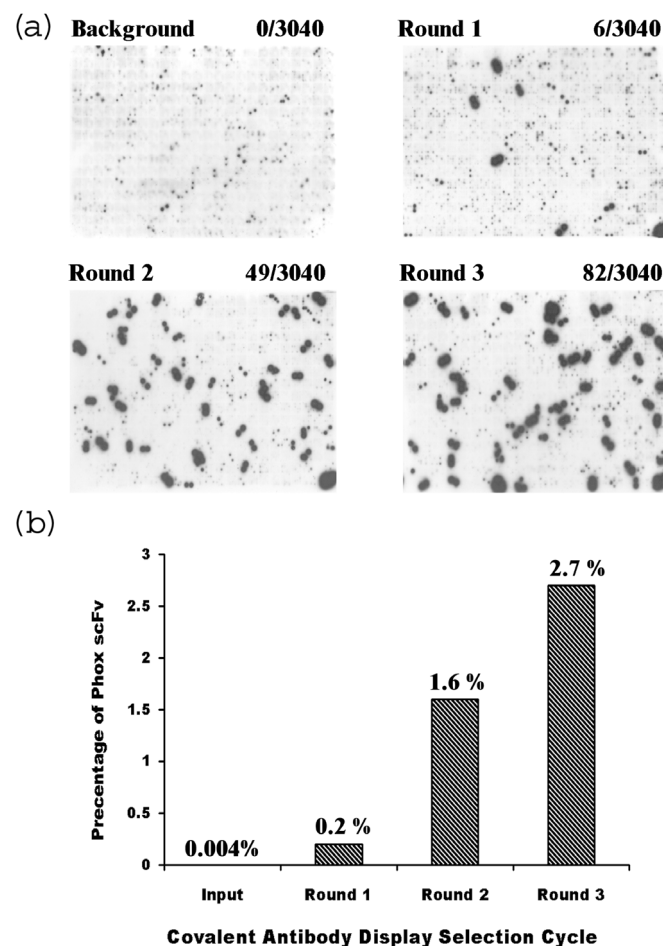 (a)
Background 0/3040
Round 1 6/3040
Round 2 49/3040
Round 3 82/3040
(b)
Precentage of Phox scFv
3
2.5
2
1.5
1
0.5
0
0.004%
0.2 %
1.6 %
2.7 %
Input
Round 1
Round 2
Round 3
Covalent Antibody Display Selection Cycle